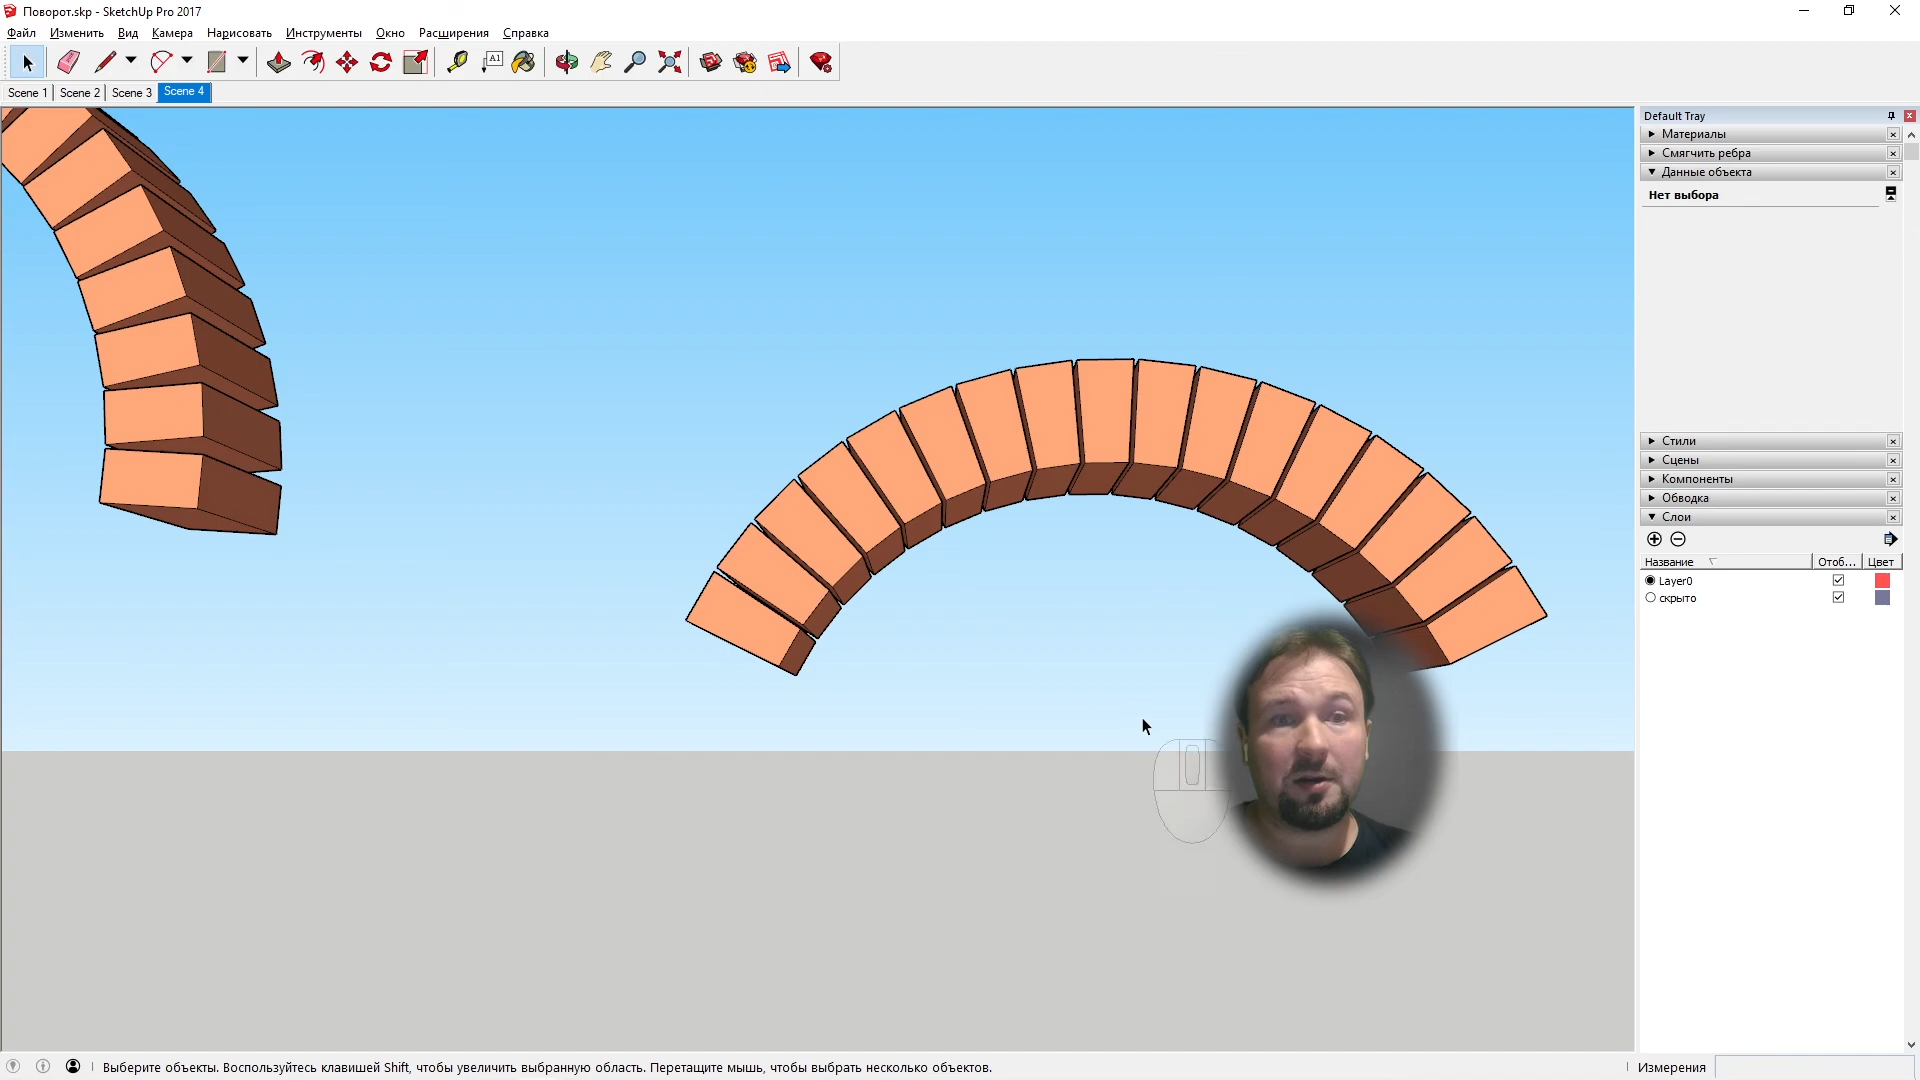 Поворот.skp - SketchUp Pro 2017
Файл Изменить Вид Камера Нарисовать Инструменты Окно Расширения Справка
A1
Scene 1 Scene 2 Scene 3 Scene 4
Default Tray
Материалы
Смягчить ребра
Данные объекта
Нет выбора
Стили
Сцены
Компоненты
Обводка
Слои
Название Отоб... Цвет
Layer0
скрыто
Выберите объекты. Воспользуйтесь клавишей Shift, чтобы увеличить выбранную область. Перетащите мышь, чтобы выбрать несколько объектов. Измерения